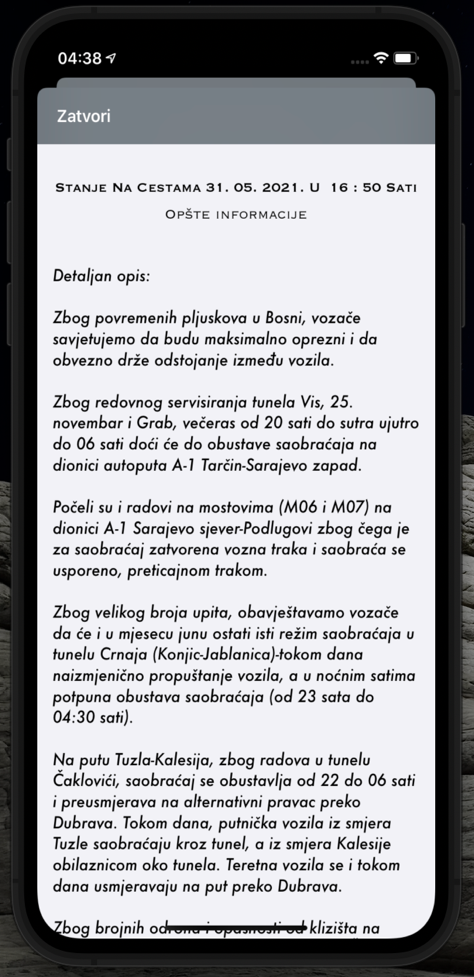 04:38
Zatvori
Stanje Na Cestama 31. 05. 2021. U 16 : 50 Sati
Opšte informacije
Detaljan opis:
Zbog povremenih pljuskova u Bosni, vozače
savjetujemo da budu maksimalno oprezni i da
obvezno drže odstojanje između vozila.
Zbog redovnog servisiranja tunela Vis, 25.
novembar i Grab, večeras od 20 sati do sutra ujutro
do 06 sati doći će do obustave saobraćaja na
dionici autoputa A-1 Tarčin-Sarajevo zapad.
Počeli su i radovi na mostovima (M06 i M07) na
dionici A-1 Sarajevo sjever-Podlugovi zbog čega je
za saobraćaj zatvorena vozna traka i saobraća se
usporeno, preticajnom trakom.
Zbog velikog broja upita, obavještavamo vozače
da će i u mjesecu junu ostati isti režim saobraćaja u
tunelu Crnaja (Konjic-Jablanica)-tokom dana
naizmjenično propuštanje vozila, a u noćnim satima
potpuna obustava saobraćaja (od 23 sata do
04:30 sati).
Na putu Tuzla-Kalesija, zbog radova u tunelu
Čaklovići, saobraćaj se obustavlja od 22 do 06 sati
i preusmjerava na alternativni pravac preko
Dubrava. Tokom dana, putnička vozila iz smjera
Tuzle saobraćaju kroz tunel, a iz smjera Kalesije
obilaznicom oko tunela. Teretna vozila se i tokom
dana usmjeravaju na put preko Dubrava.
Zbog brojnih odrona i opasnosti od klizišta na